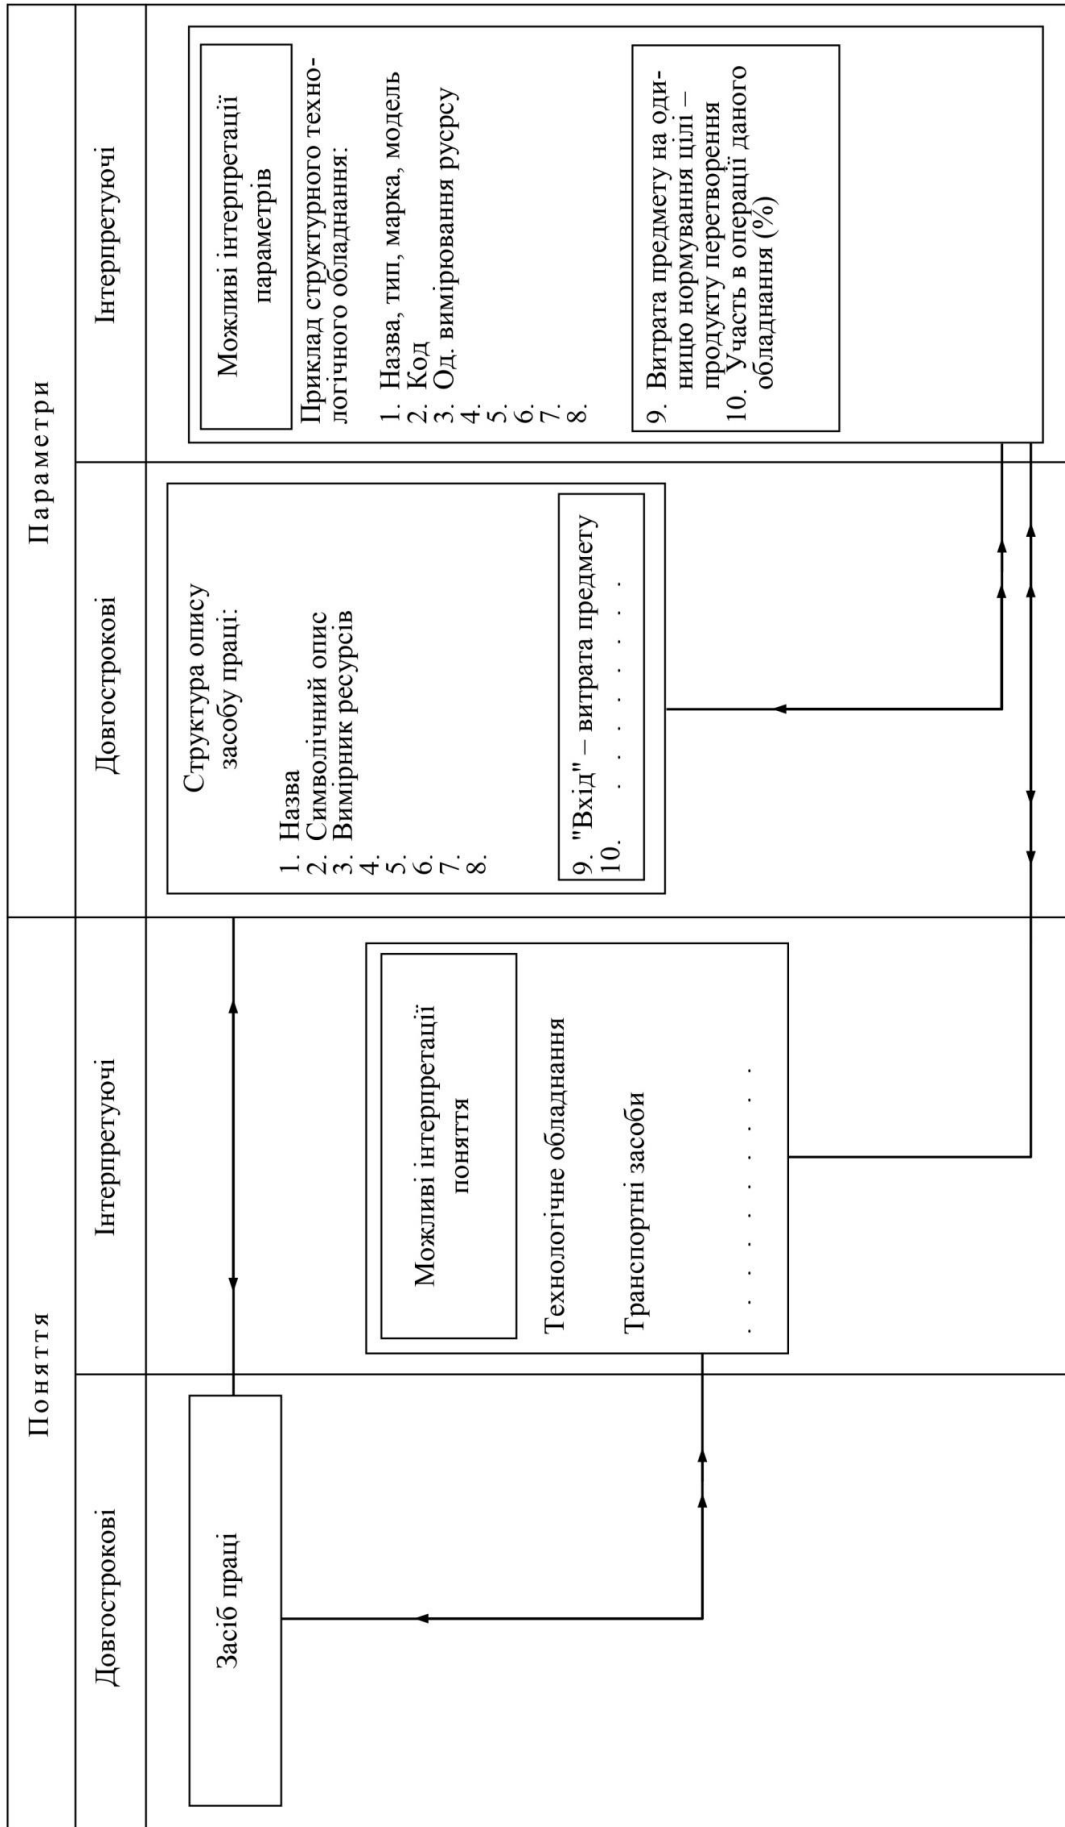 Поняття
Параметри
Довгострокові
Інтерпретуючі
Довгострокові
Інтерпретуючі
Засіб праці
Можливі інтерпретації
поняття
Технологічне обладнання
Транспортні засоби
. . . . . . . . . .
Структура опису
засобу праці:
1. Назва
2. Символічний опис
3. Вимірник ресурсів
4.
5.
6.
7.
8.
9. "Вхід" – витрата предмету
10. . . . . . . . .
Можливі інтерпретації
параметрів
Приклад структурного техно-
логічного обладнання:
1. Назва, тип, марка, модель
2. Код
3. Од. вимірювання русрсу
4.
5.
6.
7.
8.
9. Витрата предмету на оди-
ницю нормування цілі –
продукту перетворення
10. Участь в операції даного
обладнання (%)